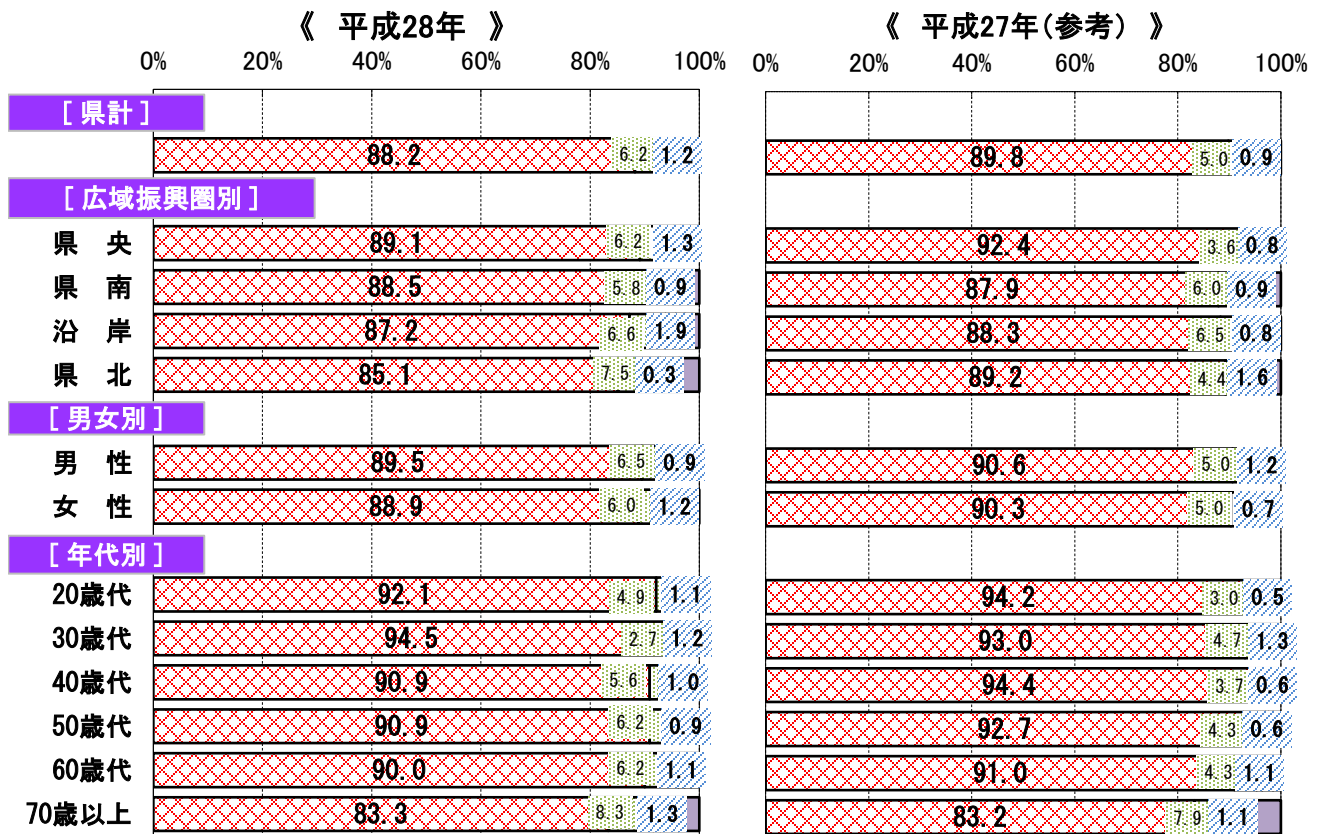 《 平成28年 》 《 平成27年(参考) 》
0% 20% 40% 60% 80% 100% 0% 20% 40% 60% 80% 100%
[ 県計 ]
88.2 6.2 1.2 89.8 5.0 0.9
[ 広域振興圏別 ]
県 央 89.1 6.2 1.3 92.4 3.6 0.8
県 南 88.5 5.8 0.9 87.9 6.0 0.9
沿 岸 87.2 6.6 1.9 88.3 6.5 0.8
県 北 85.1 7.5 0.3 89.2 4.4 1.6
[ 男女別 ]
男 性 89.5 6.5 0.9 90.6 5.0 1.2
女 性 88.9 6.0 1.2 90.3 5.0 0.7
[ 年代別 ]
20歳代 92.1 4.9 1.1 94.2 3.0 0.5
30歳代 94.5 2.7 1.2 93.0 4.7 1.3
40歳代 90.9 5.6 1.0 94.4 3.7 0.6
50歳代 90.9 6.2 0.9 92.7 4.3 0.6
60歳代 90.0 6.2 1.1 91.0 4.3 1.1
70歳以上 83.3 8.3 1.3 83.2 7.9 1.1